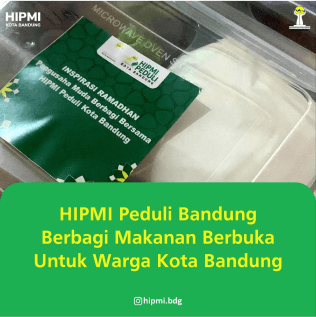 HIPMI
KOTA BANDUNG
MICROWAVE OVEN S
HIPMI
PEDULI
KOTA BANDUNG
INSPIRASI RAMADHAN
Pengusaha Muda Berbagi Bersama
HIPMI Peduli Kota Bandung
HIPMI Peduli Bandung
Berbagi Makanan Berbuka
Untuk Warga Kota Bandung
hipmi.bdg